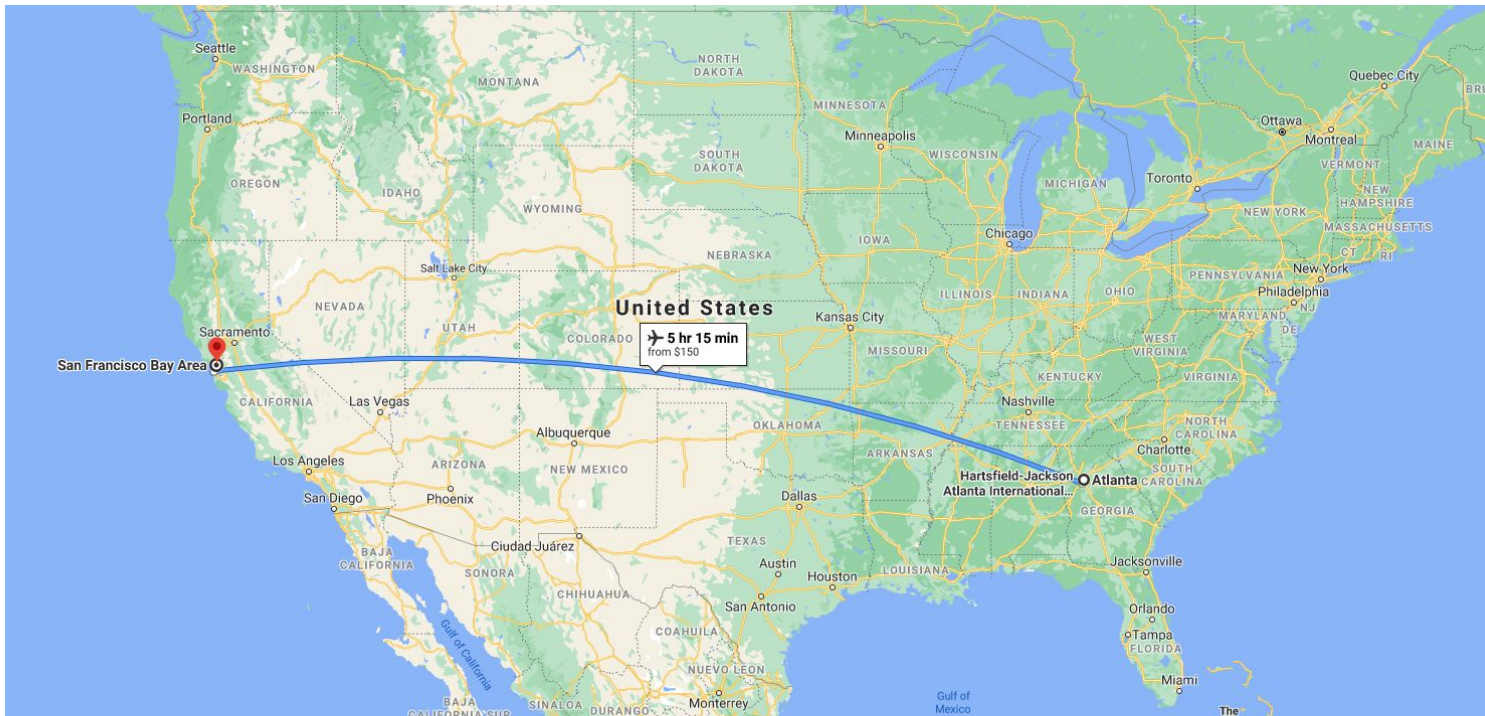 Seattle
WASHINGTON
MONTANA
NORTH
DAKOTA
Quebec City
MINNESOTA
Portland
Ottawa
Montreal
Minneapolis
MAINE
SOUTH
DAKOTA
WISCONSIN
VERMONT
Toronto
MICHIGAN
OREGON
IDAHO
NEW
HAMPSHIRE
WYOMING
NEW YORK
MASSACHUSETTS
Chicago
IOWA
CT
RI
NEBRASKA
Salt Lake City
PENNSYLVANIA
New York
ILLINOIS
INDIANA
OHIO
Philadelphia
NEVADA
United States
NJ
Kansas City
MARYLAND
Sacramento
UTAH
COLORADO
5 hr 15 min
from $150
DE
WEST
VIRGINIA
MISSOURI
San Francisco Bay Area
KENTUCKY
VIRGINIA
CALIFORNIA
Las Vegas
Nashville
TENNESSEE
NORTH
CAROLINA
OKLAHOMA
Albuquerque
Charlotte
Los Angeles
ARIZONA
NEW MEXICO
ARKANSAS
SOUTH
CAROLINA
Hartsfield-Jackson
Atlanta International...
Atlanta
San Diego
Phoenix
Dallas
GEORGIA
Ciudad Juárez
TEXAS
BAJA
CALIFORNIA
SONORA
Austin
Houston
LOUISIANA
Jacksonville
CHIHUAHUA
San Antonio
Orlando
Gulf of California
COAHUILA
Tampa
FLORIDA
NUEVO LEON
Miami
BAJA
CALIFORNIA SUR
SINALOA
DURANGO
Monterrey
Gulf of
Mexico
The